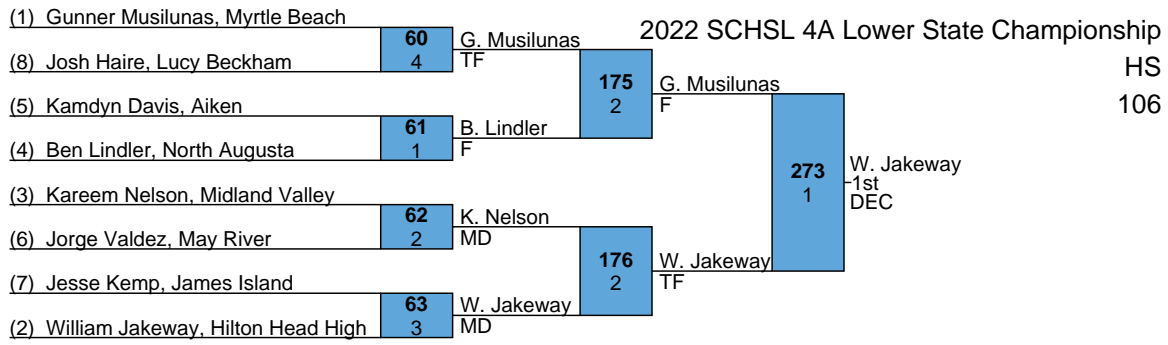 2022 SCHSL 4A Lower State Championship
HS
106
(1) Gunner Musilunas, Myrtle Beach
60
4
G. Musilunas
TF
(8) Josh Haire, Lucy Beckham
175
2
G. Musilunas
F
(5) Kamdyn Davis, Aiken
61
1
B. Lindler
F
(4) Ben Lindler, North Augusta
273
1
W. Jakeway
1st
DEC
(3) Kareem Nelson, Midland Valley
62
2
K. Nelson
MD
(6) Jorge Valdez, May River
176
2
W. Jakeway
TF
(7) Jesse Kemp, James Island
63
3
W. Jakeway
MD
(2) William Jakeway, Hilton Head High